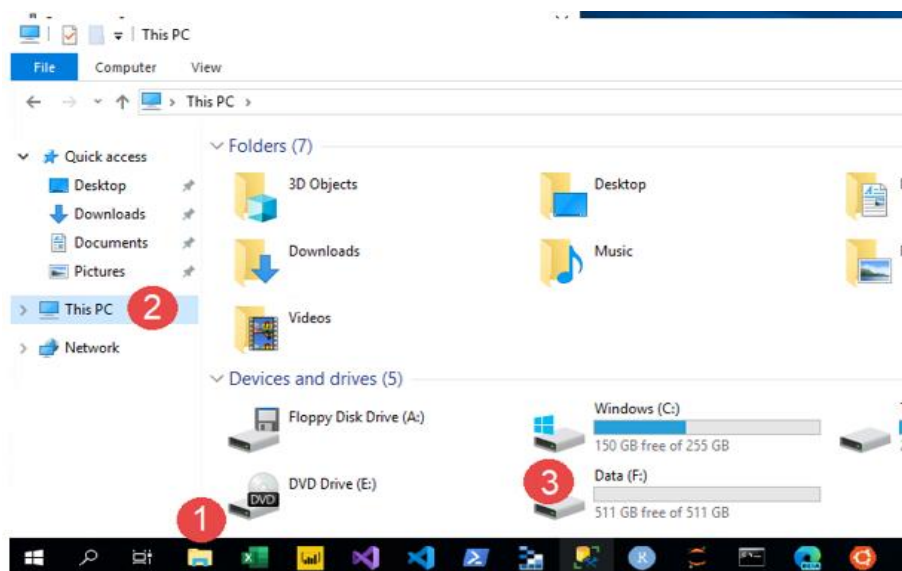 This PC
File Computer View
This PC
Quick access
Desktop
Downloads
Documents
Pictures
This PC
2
Network
Folders (7)
3D Objects
Desktop
Downloads
Music
Videos
Devices and drives (5)
Floppy Disk Drive (A:)
Windows (C:)
150 GB free of 255 GB
DVD Drive (E:)
DVD
3
Data (F:)
511 GB free of 511 GB
1
R